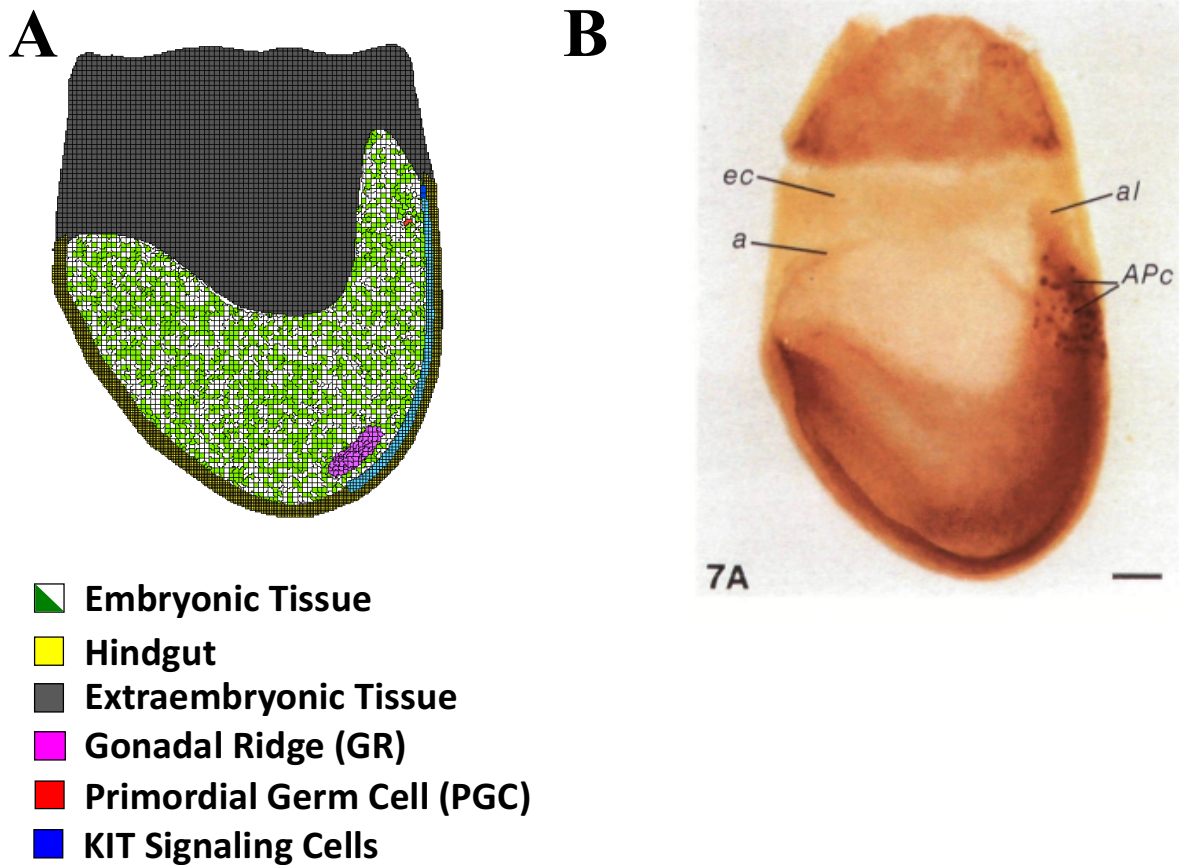 A
B
ec
al
a
APc
7A
Embryonic Tissue
Hindgut
Extraembryonic Tissue
Gonadal Ridge (GR)
Primordial Germ Cell (PGC)
KIT Signaling Cells